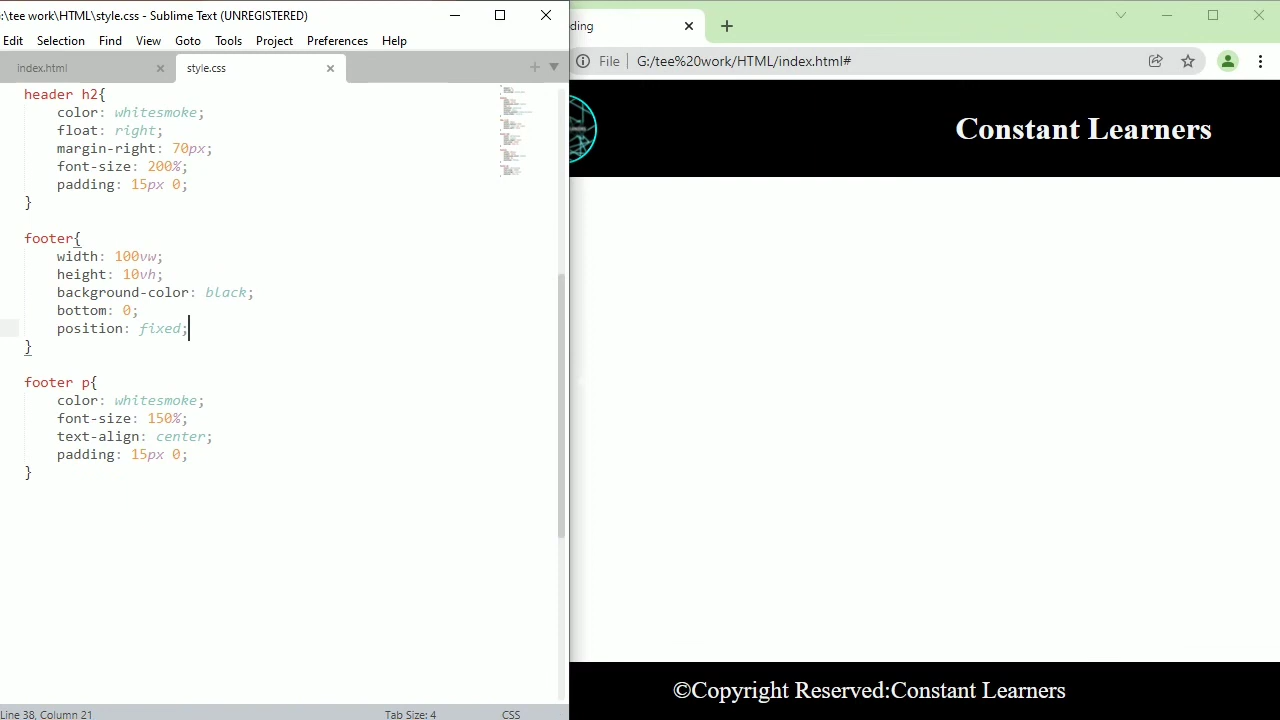 :\tee work\HTML\style.css - Sublime Text (UNREGISTERED)
Edit Selection Find View Goto Tools Project Preferences Help
index.html
style.css
header h2{
color: whitesmoke;
float: right;
margin-right: 70px;
font-size: 200%;
padding: 15px 0;
}
footer{
width: 100vw;
height: 10vh;
background-color: black;
bottom: 0;
position: fixed;
}
footer p{
color: whitesmoke;
font-size: 150%;
text-align: center;
padding: 15px 0;
}
Line 38, Column 21
Tab Size: 4
CSS
ding
File
G:/tee%20work/HTML/index.html#
Constant Learners
©Copyright Reserved:Constant Learners